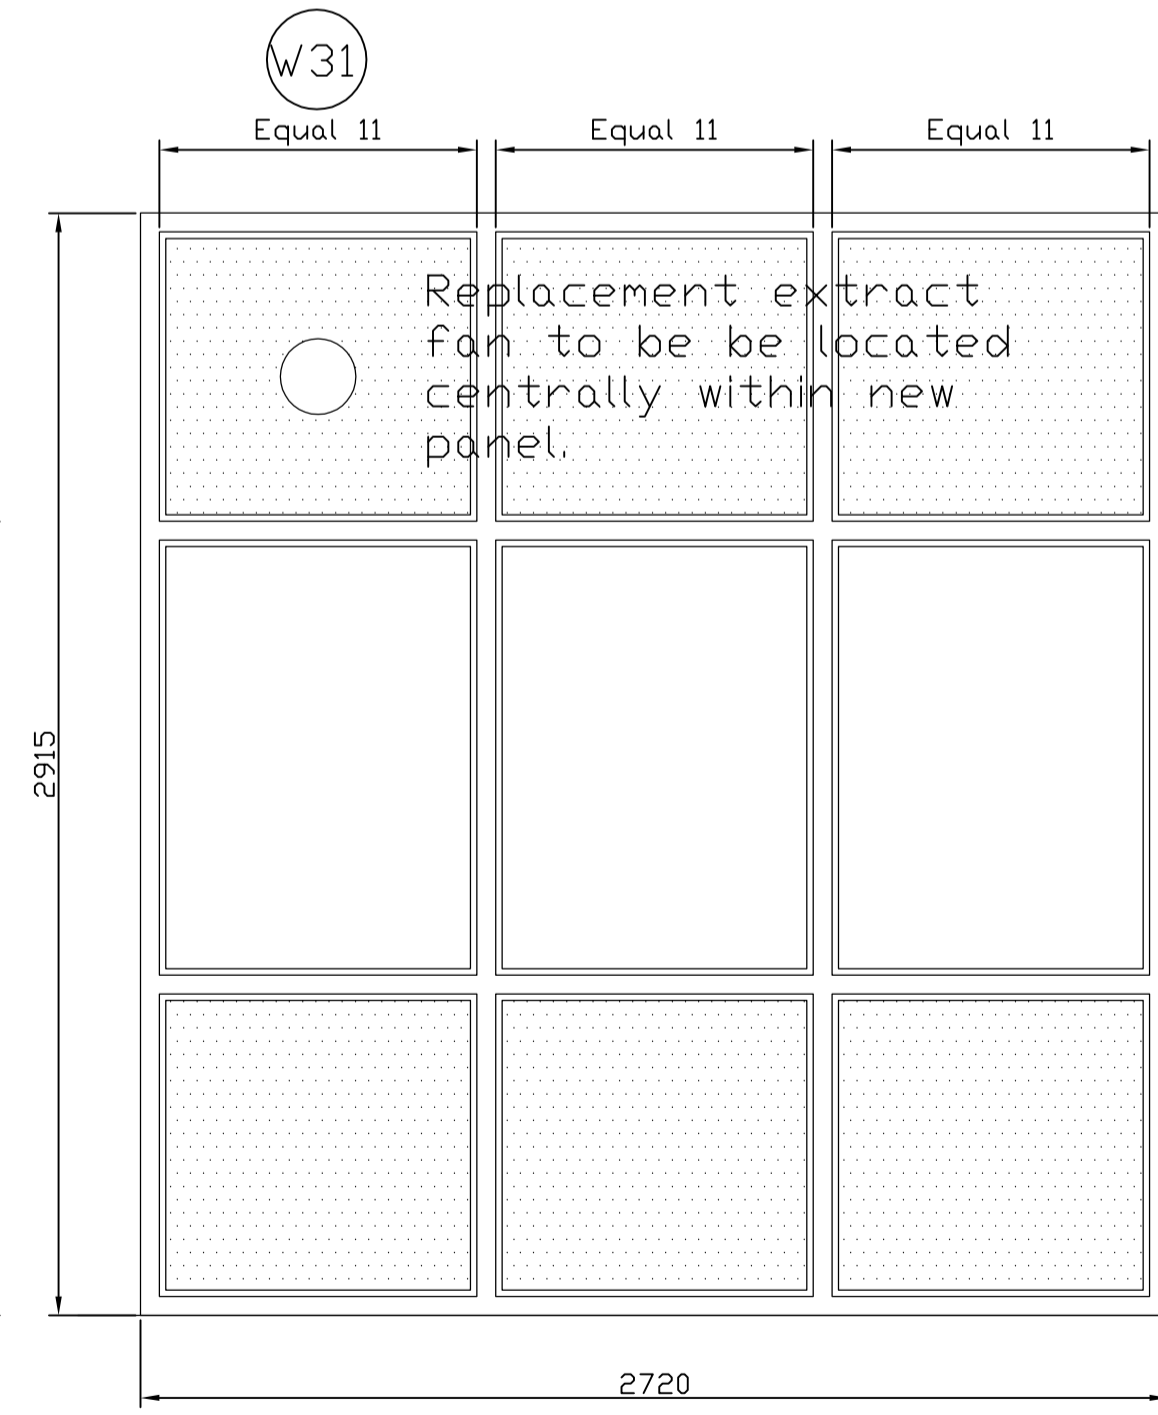 W31
Equal 11
Equal 11
Equal 11
Replacement extract
fan to be be located
centrally within new
panel.
2915
2720